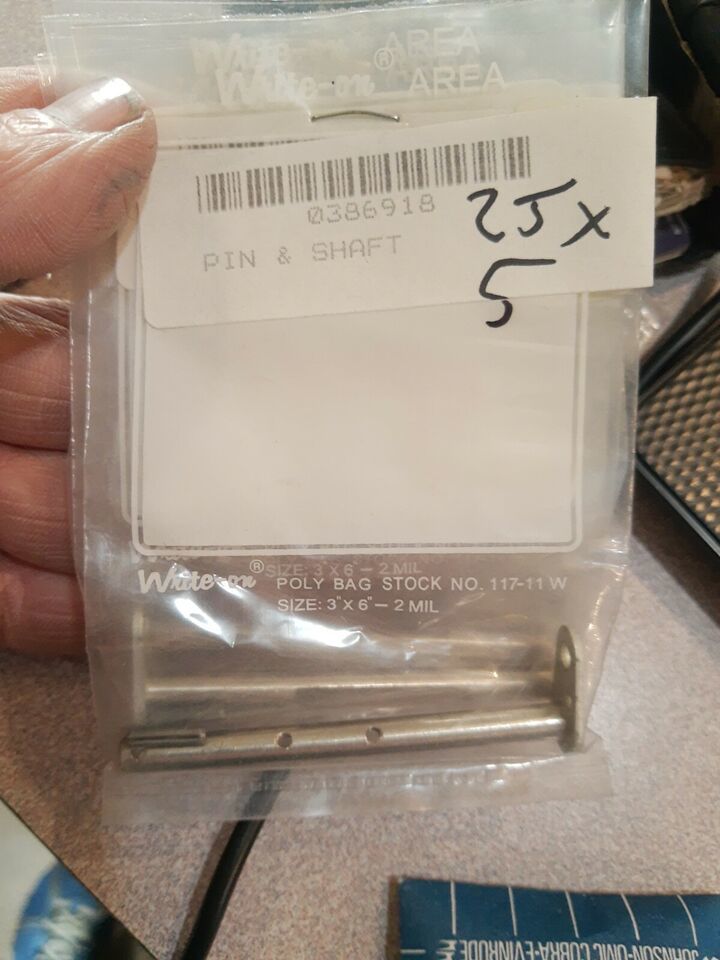 Write-on AREA
Write-on® AREA
0386918
PIN & SHAFT
25x
5
SIZE: 3" X 6" — 2 MIL
Write-on® POLY BAG STOCK NO. 117-11 W
SIZE: 3" X 6" — 2 MIL
JOHNSON-OMC COBRA-EVINRUDE